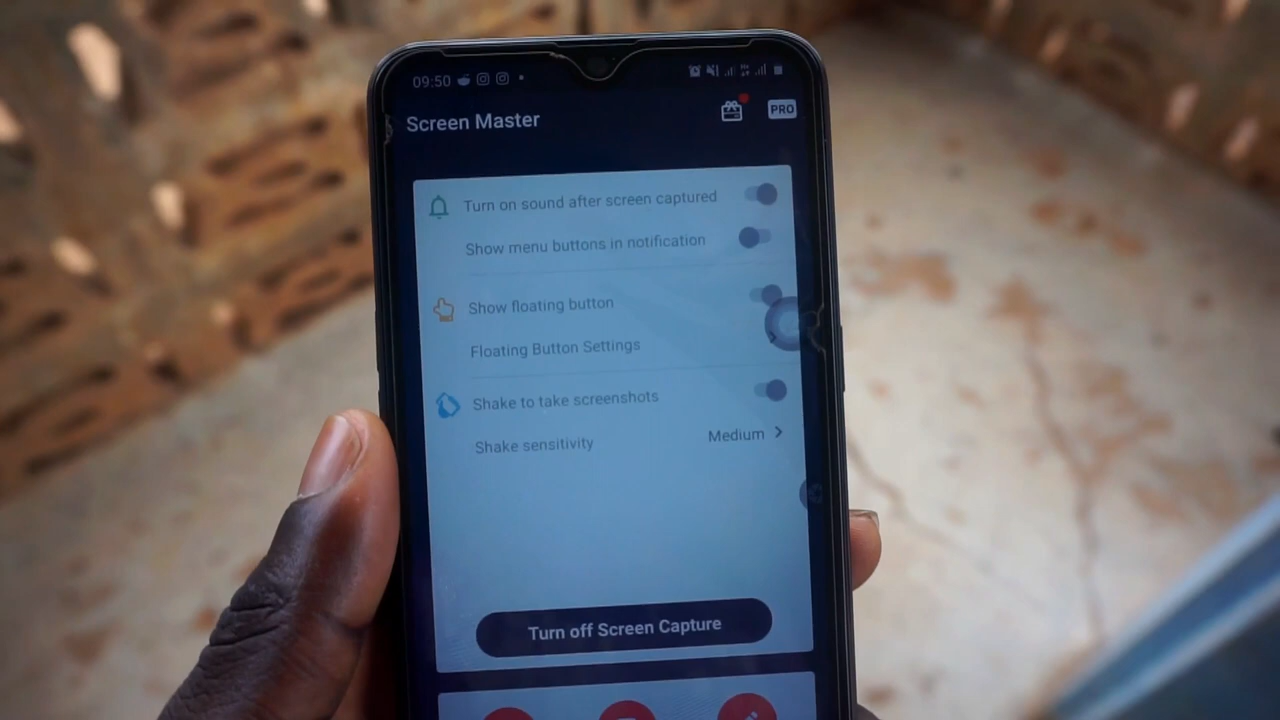 09:50
Screen Master
PRO
Turn on sound after screen captured
Show menu buttons in notification
Show floating button
Floating Button Settings
Shake to take screenshots
Shake sensitivity Medium
Turn off Screen Capture